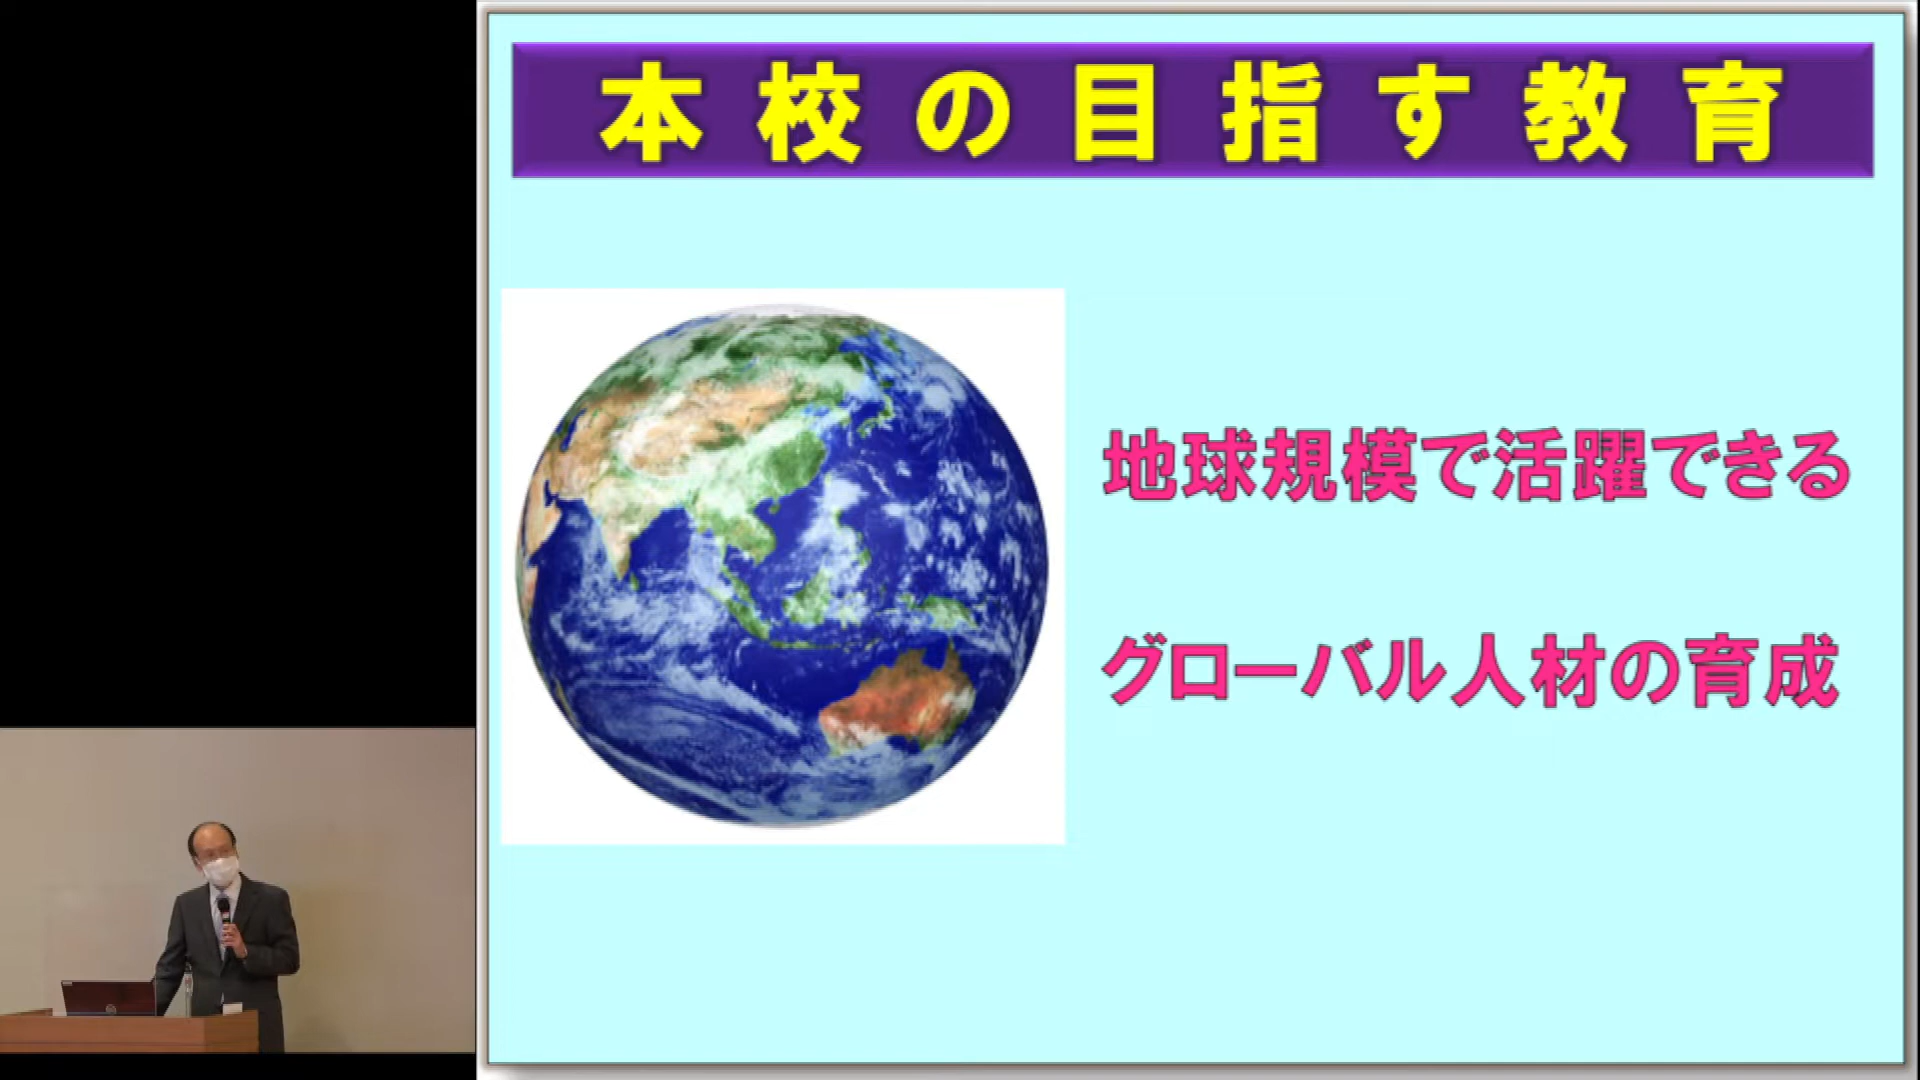 本校の目指す教育
地球規模で活躍できる
グローバル人材の育成